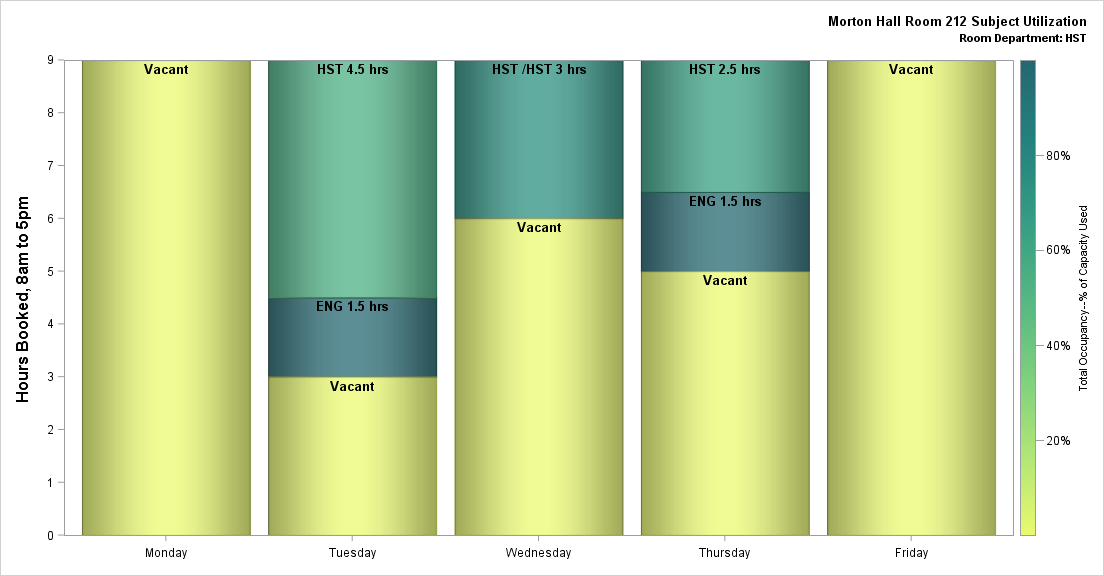 Morton Hall Room 212 Subject Utilization
Room Department: HST
Hours Booked, 8am to 5pm
9
8
7
6
5
4
3
2
1
0
Vacant
HST 4.5 hrs
ENG 1.5 hrs
Vacant
HST /HST 3 hrs
Vacant
HST 2.5 hrs
ENG 1.5 hrs
Vacant
Vacant
Monday
Tuesday
Wednesday
Thursday
Friday
80%
60%
40%
20%
Total Occupancy--% of Capacity Used